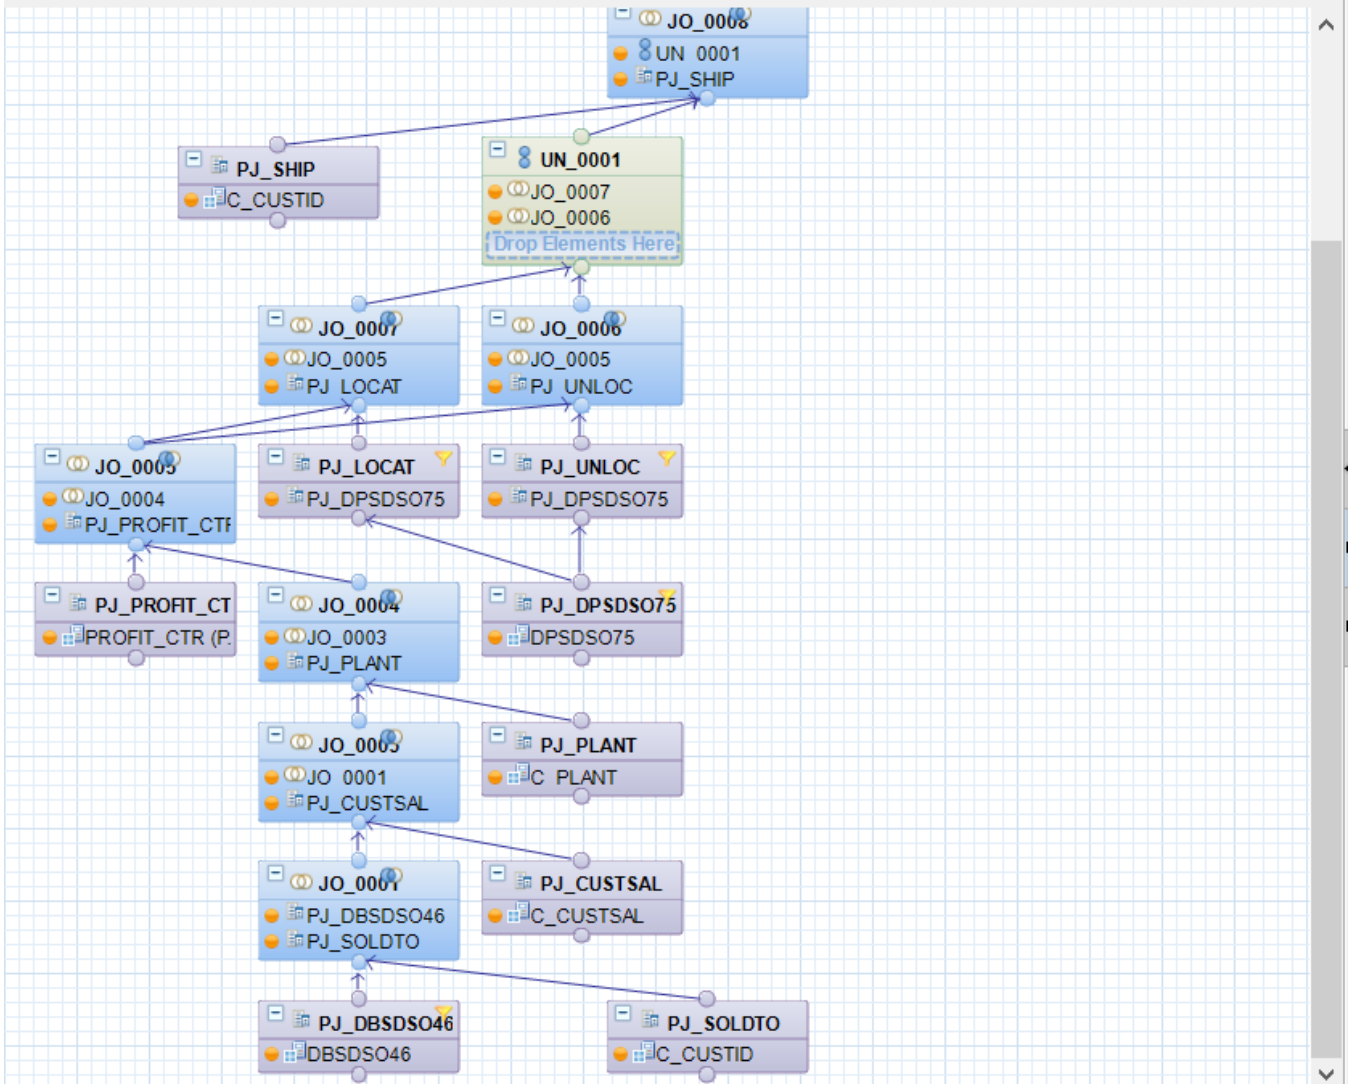 JO_0008
UN_0001
PJ_SHIP
PJ_SHIP
C_CUSTID
UN_0001
JO_0007
JO_0006
Drop Elements Here
JO_0007
JO_0005
PJ_LOCAT
JO_0006
JO_0005
PJ_UNLOC
JO_0005
JO_0004
PJ_PROFIT_CTR
PJ_LOCAT
PJ_DPSDSO75
PJ_UNLOC
PJ_DPSDSO75
PJ_PROFIT_CT
PROFIT_CTR (P.
JO_0004
JO_0003
PJ_PLANT
PJ_DPSDSO75
DPSDSO75
JO_0003
JO_0001
PJ_CUSTSAL
PJ_PLANT
C_PLANT
JO_0001
PJ_DBSDSO46
PJ_SOLDTO
PJ_CUSTSAL
C_CUSTSAL
PJ_DBSDSO46
DBSDSO46
PJ_SOLDTO
C_CUSTID